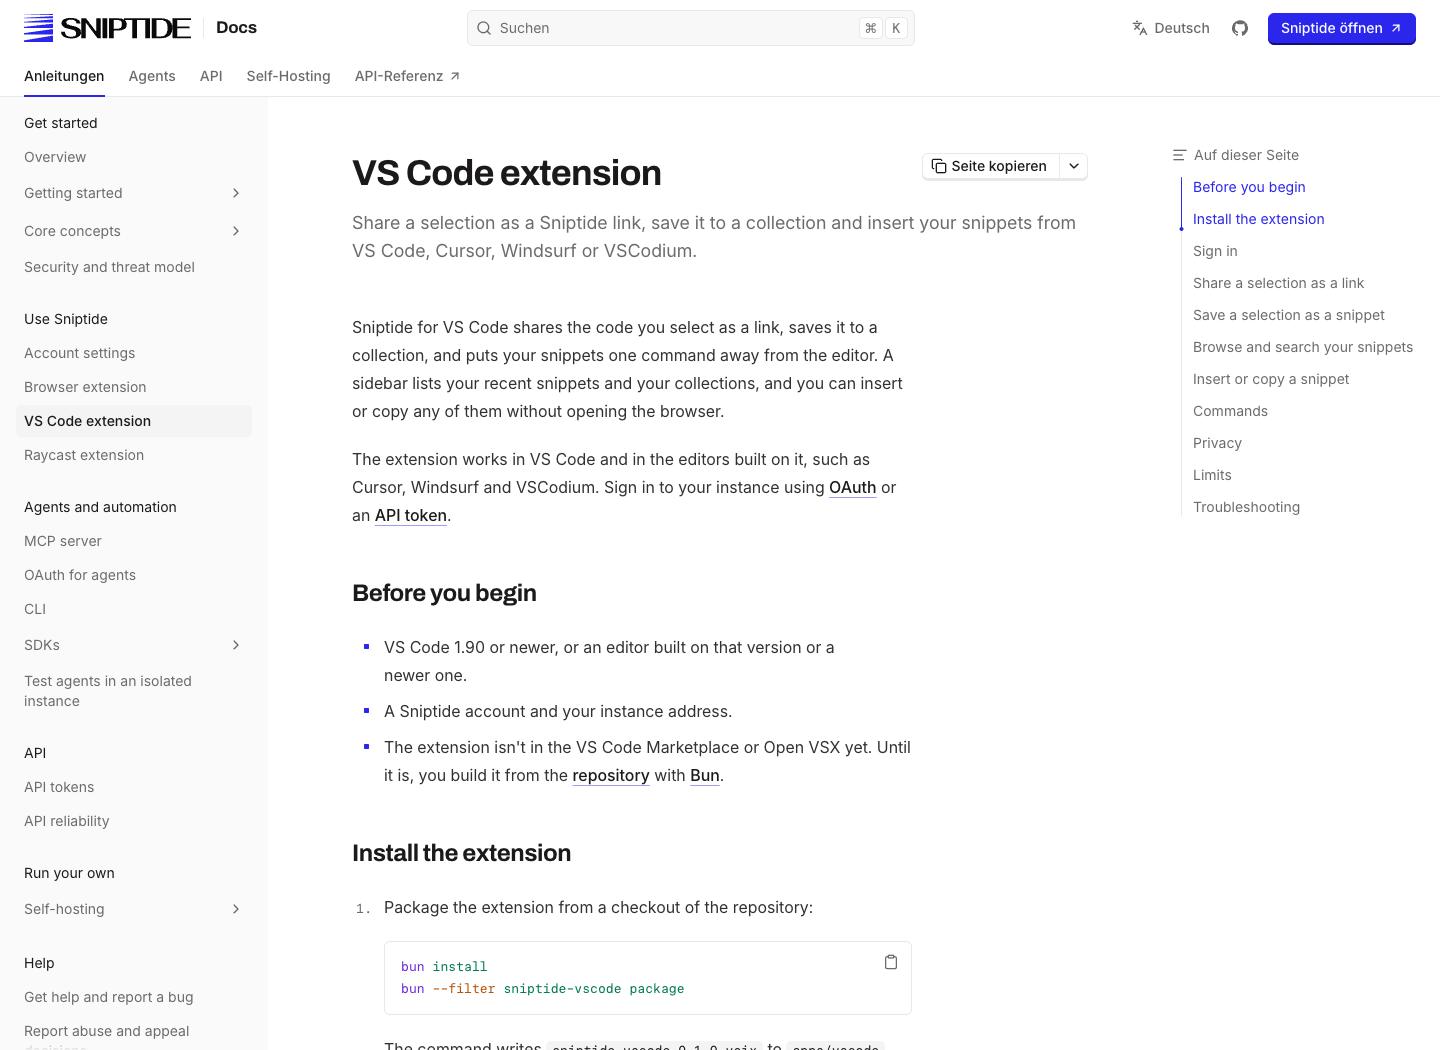 SNIPTIDE Docs
Suchen
⌘ K
Deutsch
Sniptide öffnen
Anleitungen
Agents
API
Self-Hosting
API-Referenz
Get started
Overview
Getting started
Core concepts
Security and threat model
Use Sniptide
Account settings
Browser extension
VS Code extension
Raycast extension
Agents and automation
MCP server
OAuth for agents
CLI
SDKs
Test agents in an isolated
instance
API
API tokens
API reliability
Run your own
Self-hosting
Help
Get help and report a bug
Report abuse and appeal
VS Code extension
Seite kopieren
Share a selection as a Sniptide link, save it to a collection and insert your snippets from
VS Code, Cursor, Windsurf or VSCodium.
Sniptide for VS Code shares the code you select as a link, saves it to a
collection, and puts your snippets one command away from the editor. A
sidebar lists your recent snippets and your collections, and you can insert
or copy any of them without opening the browser.
The extension works in VS Code and in the editors built on it, such as
Cursor, Windsurf and VSCodium. Sign in to your instance using OAuth or
an API token.
Before you begin
VS Code 1.90 or newer, or an editor built on that version or a
newer one.
A Sniptide account and your instance address.
The extension isn't in the VS Code Marketplace or Open VSX yet. Until
it is, you build it from the repository with Bun.
Install the extension
1. Package the extension from a checkout of the repository:
bun install
bun --filter sniptide-vscode package
The command writes sniptide-vscode-0.1.0.vsix to apps/vscode
Auf dieser Seite
Before you begin
Install the extension
Sign in
Share a selection as a link
Save a selection as a snippet
Browse and search your snippets
Insert or copy a snippet
Commands
Privacy
Limits
Troubleshooting